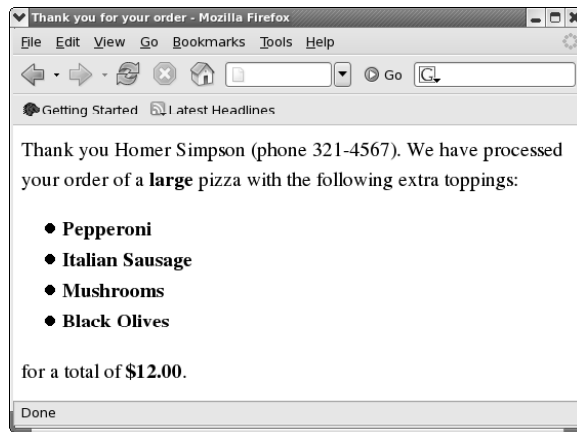 Thank you for your order - Mozilla Firefox
File Edit View Go Bookmarks Tools Help
Go G
Getting Started Latest Headlines
Thank you Homer Simpson (phone 321-4567). We have processed
your order of a large pizza with the following extra toppings:
Pepperoni
Italian Sausage
Mushrooms
Black Olives
for a total of $12.00.
Done